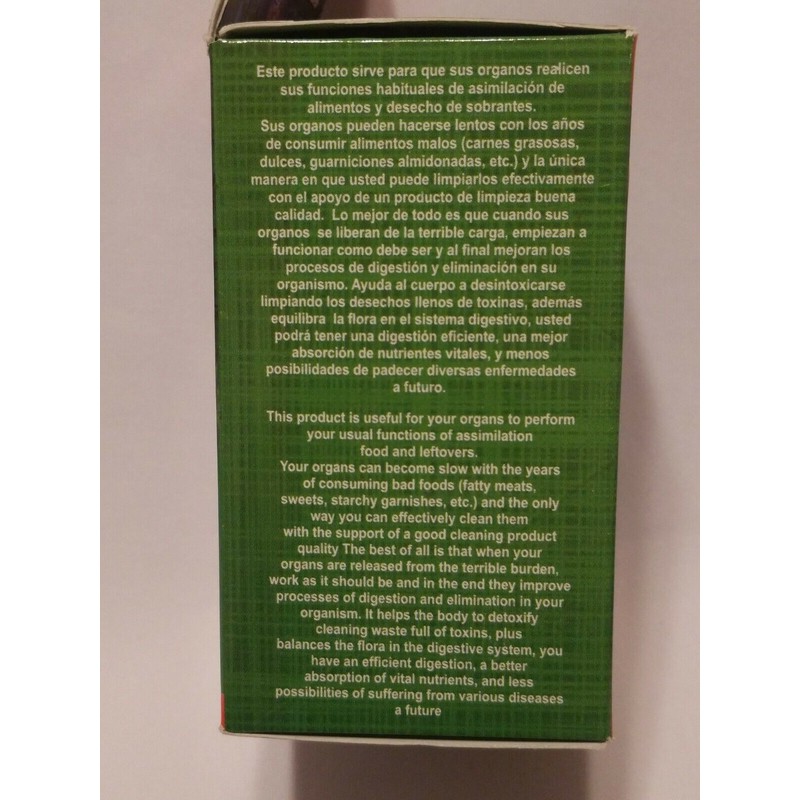 Este producto sirve para que sus organos realicen
sus funciones habituales de asimilación de
alimentos y desecho de sobrantes.
Sus organos pueden hacerse lentos con los años
de consumir alimentos malos (carnes grasosas,
dulces, guarniciones almidonadas, etc.) y la única
manera en que usted puede limpiarlos efectivamente
con el apoyo de un producto de limpieza buena
calidad. Lo mejor de todo es que cuando sus
organos se liberan de la terrible carga, empiezan a
funcionar como debe ser y al final mejoran los
procesos de digestión y eliminación en su
organismo. Ayuda al cuerpo a desintoxicarse
limpiando los desechos llenos de toxinas, además
equilibra la flora en el sistema digestivo, usted
podrá tener una digestión eficiente, una mejor
absorción de nutrientes vitales, y menos
posibilidades de padecer diversas enfermedades
a futuro.
This product is useful for your organs to perform
your usual functions of assimilation
food and leftovers.
Your organs can become slow with the years
of consuming bad foods (fatty meats,
sweets, starchy garnishes, etc.) and the only
way you can effectively clean them
with the support of a good cleaning product
quality The best of all is that when your
organs are released from the terrible burden,
work as it should be and in the end they improve
processes of digestion and elimination in your
organism. It helps the body to detoxify
cleaning waste full of toxins, plus
balances the flora in the digestive system, you
have an efficient digestion, a better
absorption of vital nutrients, and less
possibilities of suffering from various diseases
a future